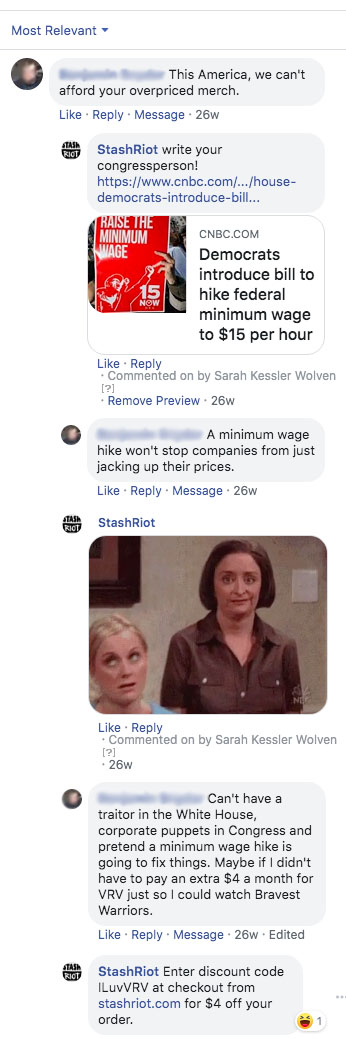 Most Relevant
This America, we can't
afford your overpriced merch.
Like · Reply · Message · 26w
STASH
RIOT
StashRiot write your
congressperson!
https://www.cnbc.com/.../house-
democrats-introduce-bill...
RAISE THE
MINIMUM
WAGE
15
NOW
CNBC.COM
Democrats
introduce bill to
hike federal
minimum wage
to $15 per hour
Like · Reply
· Commented on by Sarah Kessler Wolven
[?]
· Remove Preview · 26w
A minimum wage
hike won't stop companies from just
jacking up their prices.
Like · Reply · Message · 26w
STASH
RIOT
StashRiot
NBC
Like · Reply
· Commented on by Sarah Kessler Wolven
[?]
· 26w
Can't have a
traitor in the White House,
corporate puppets in Congress and
pretend a minimum wage hike is
going to fix things. Maybe if I didn't
have to pay an extra $4 a month for
VRV just so I could watch Bravest
Warriors.
Like · Reply · Message · 26w · Edited
STASH
RIOT
StashRiot Enter discount code
ILuvVRV at checkout from
stashriot.com for $4 off your
order.
1